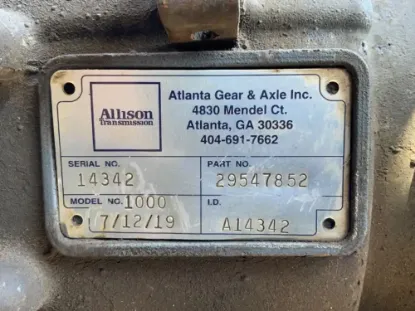 Allison
Transmission
Atlanta Gear & Axle Inc.
4830 Mendel Ct.
Atlanta, GA 30336
404-691-7662
SERIAL NO. PART NO.
14342 29547852
MODEL NO. 1000 I.D.
7/12/19 A14342